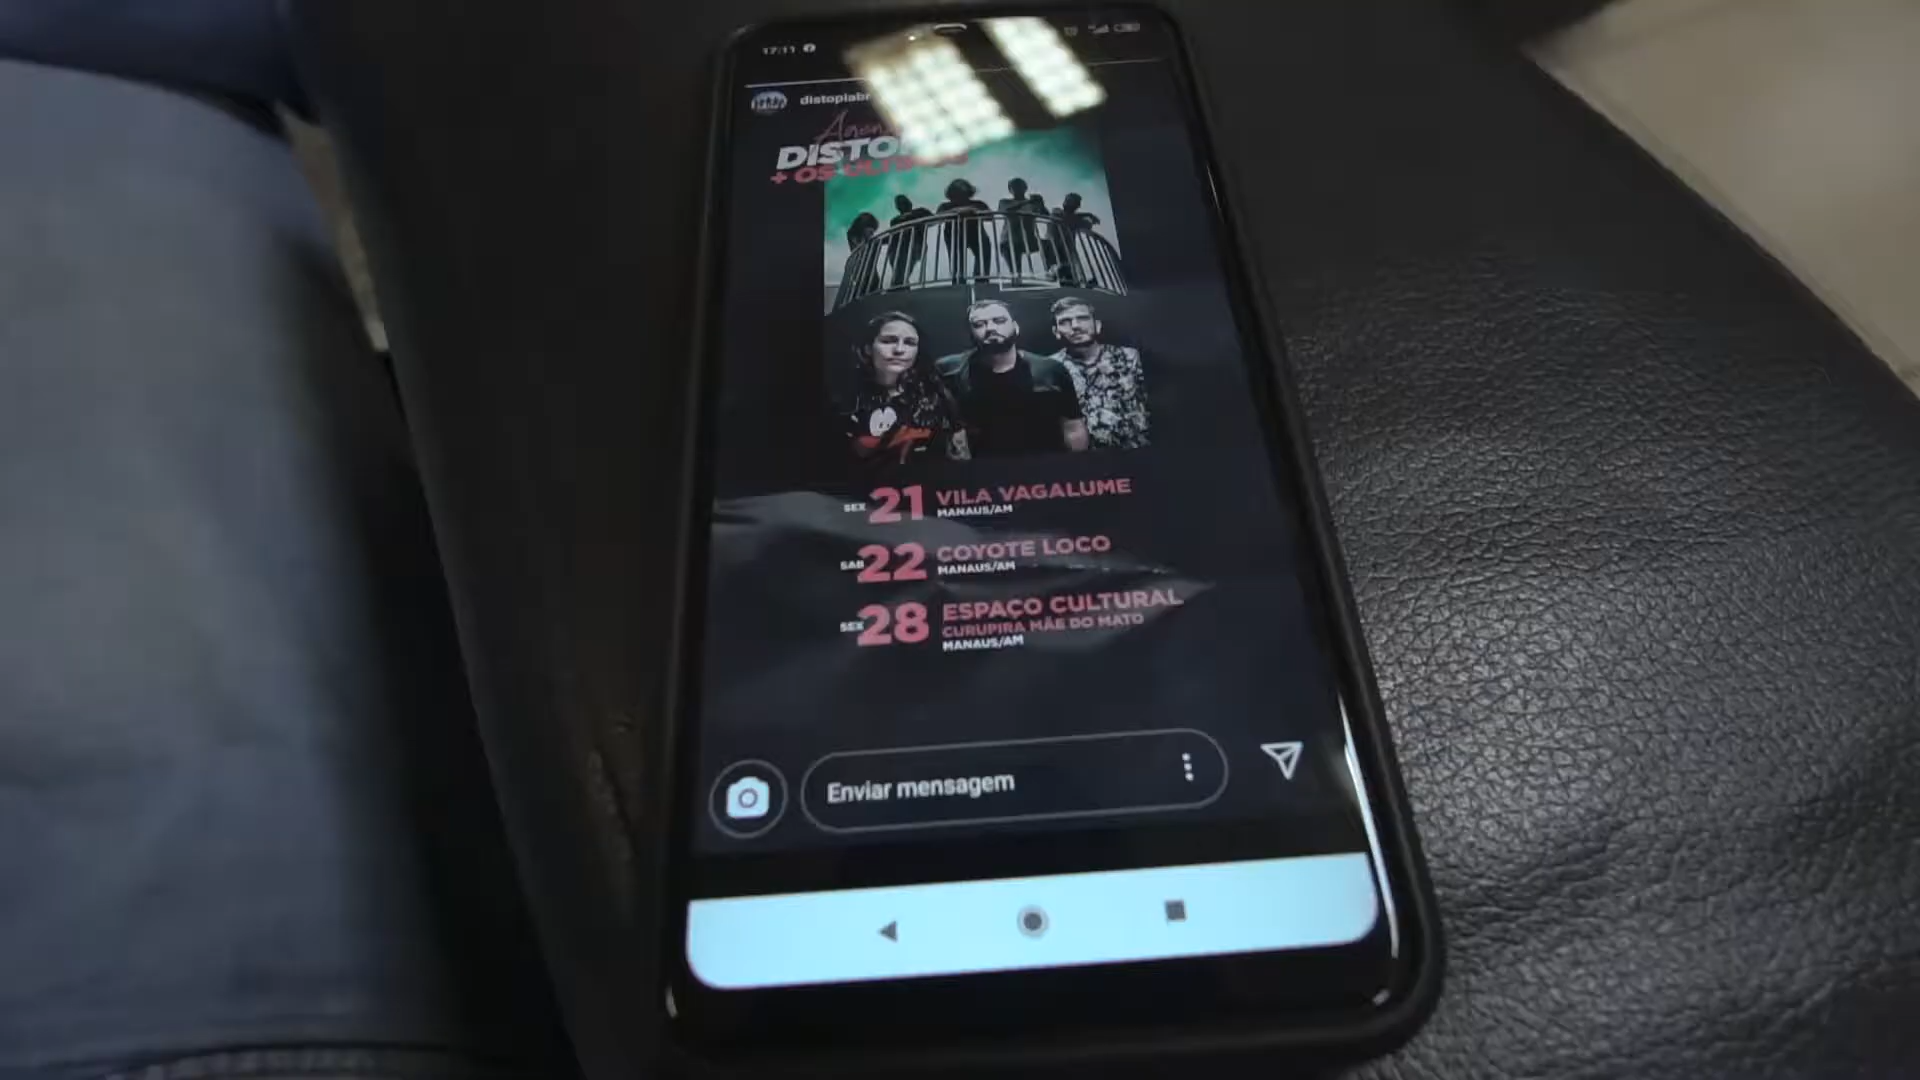 17:11
distopiabr
DISTO
+ OS
SEX 21 VILA VAGALUME
MANAUS/AM
SAB 22 COYOTE LOCO
MANAUS/AM
SEX 28 ESPAÇO CULTURAL
CURUPIRA MÃE DO MATO
MANAUS/AM
Enviar mensagem